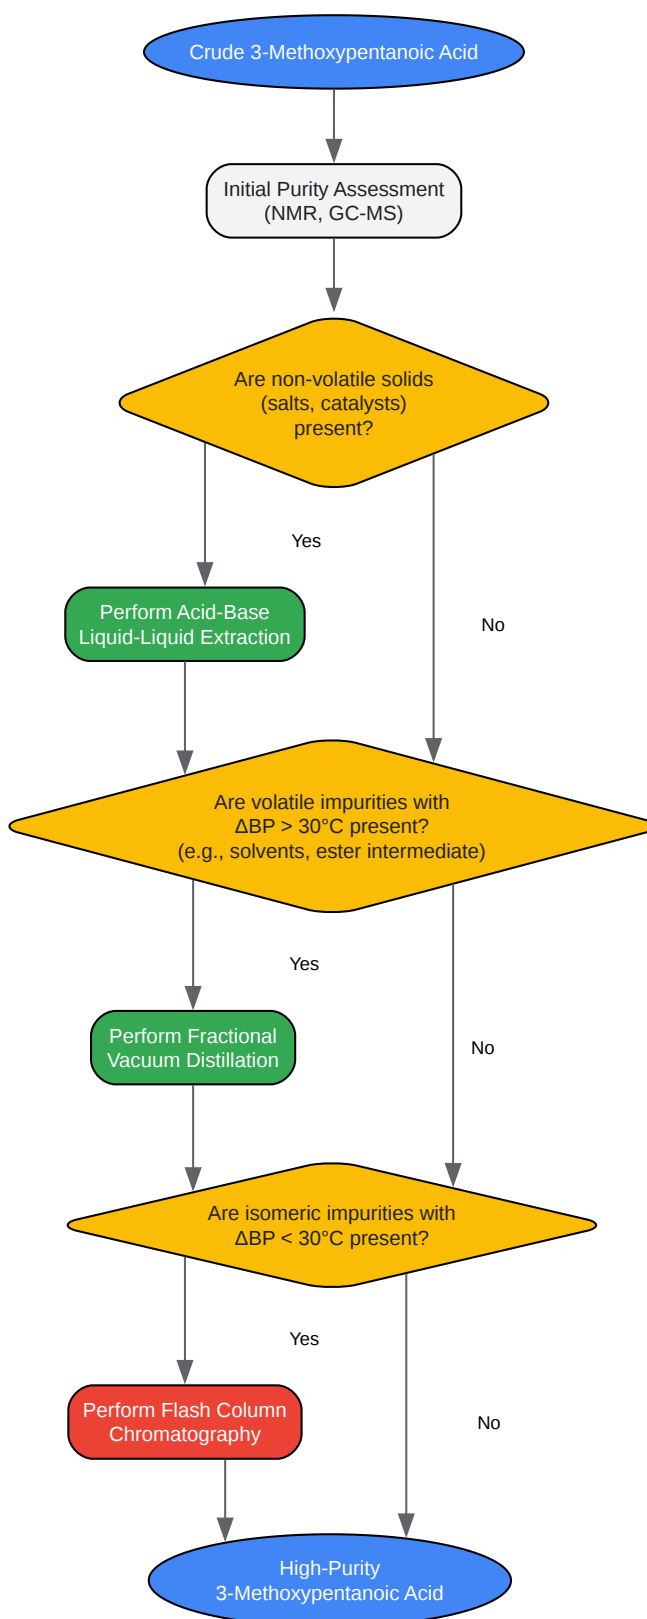 Crude 3-Methoxypentanoic Acid
Initial Purity Assessment
(NMR, GC-MS)
Are non-volatile solids
(salts, catalysts)
present?
Yes
Perform Acid-Base
Liquid-Liquid Extraction
No
Are volatile impurities with
ΔBP > 30°C present?
(e.g., solvents, ester intermediate)
Yes
Perform Fractional
Vacuum Distillation
No
Are isomeric impurities with
ΔBP < 30°C present?
Yes
Perform Flash Column
Chromatography
No
High-Purity
3-Methoxypentanoic Acid